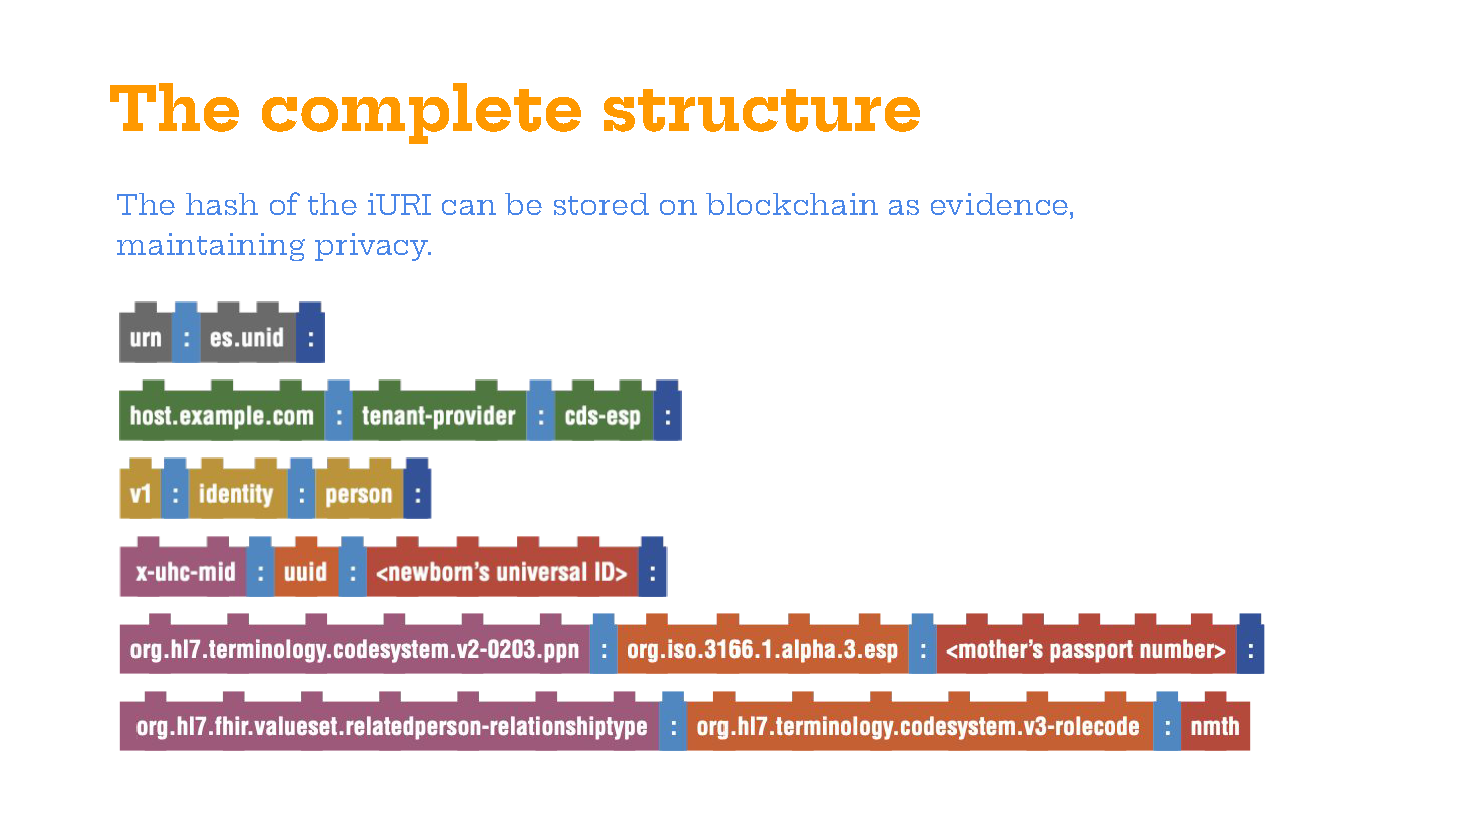 The complete structure
The hash of the iURI can be stored on blockchain as evidence,
maintaining privacy.
urn : es.unid :
host.example.com : tenant-provider : cds-esp :
v1 : identity : person :
x-uhc-mid : uuid : <newborn's universal ID> :
org.hl7.terminology.codesystem.v2-0203.ppn : org.iso.3166.1.alpha.3.esp : <mother's passport number> :
org.hl7.fhir.valueset.relatedperson-relationshiptype : org.hl7.terminology.codesystem.v3-rolecode : nmth